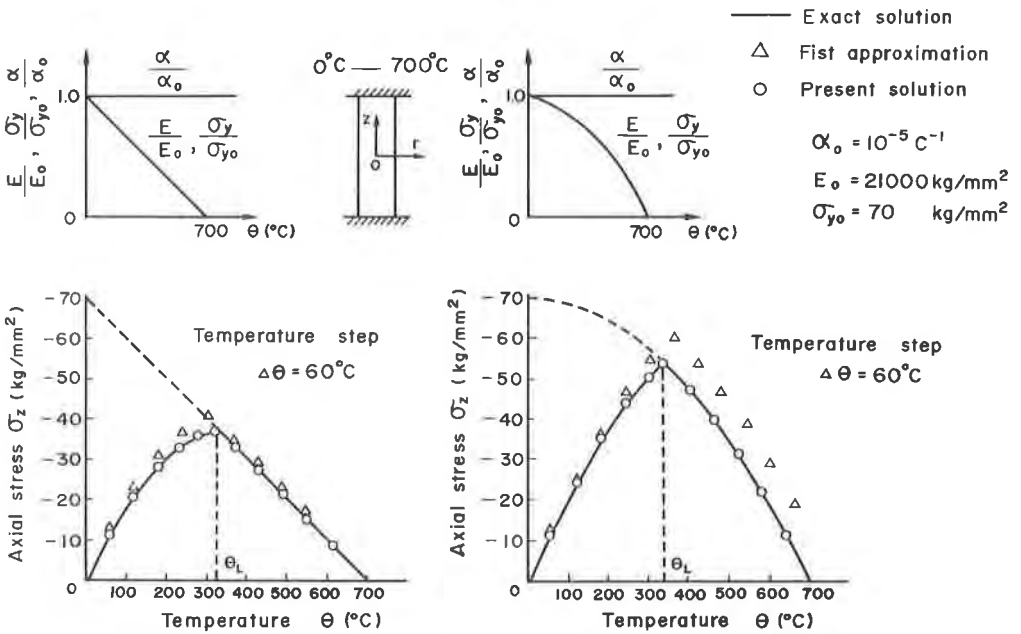 Exact solution
△ Fist approximation
○ Present solution
α₀ = 10⁻⁵ C⁻¹
E₀ = 21000 kg/mm²
σy₀ = 70 kg/mm²
E/E₀, σy/σy₀, α/α₀
1.0
0
α/α₀
E/E₀, σy/σy₀
700 θ (°C)
0°C — 700°C
z
r
O
E/E₀, σy/σy₀, α/α₀
1.0
0
α/α₀
E/E₀, σy/σy₀
700 θ (°C)
Axial stress σz (kg/mm²)
-70
-60
-50
-40
-30
-20
-10
0
Temperature step
△θ = 60°C
θL
100 200 300 400 500 600 700
Temperature θ (°C)
Axial stress σz (kg/mm²)
-70
-60
-50
-40
-30
-20
-10
0
Temperature step
△θ = 60°C
θL
100 200 300 400 500 600 700
Temperature θ (°C)